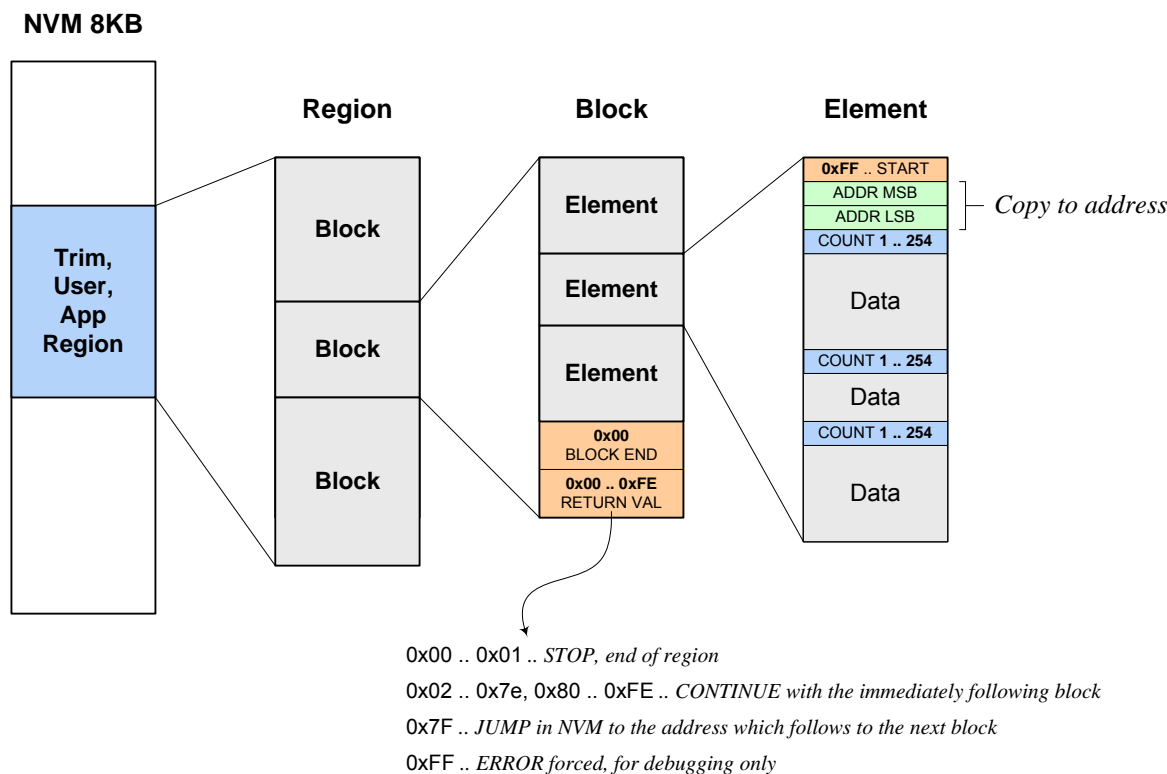 NVM 8KB
Trim,
User,
App
Region
Region
Block
Block
Block
Block
Element
Element
Element
0x00
BLOCK END
0x00 .. 0xFE
RETURN VAL
Element
0xFF .. START
ADDR MSB
ADDR LSB
COUNT 1 .. 254
Data
COUNT 1 .. 254
Data
COUNT 1 .. 254
Data
Copy to address
0x00 .. 0x01 .. STOP, end of region
0x02 .. 0x7e, 0x80 .. 0xFE .. CONTINUE with the immediately following block
0x7F .. JUMP in NVM to the address which follows to the next block
0xFF .. ERROR forced, for debugging only